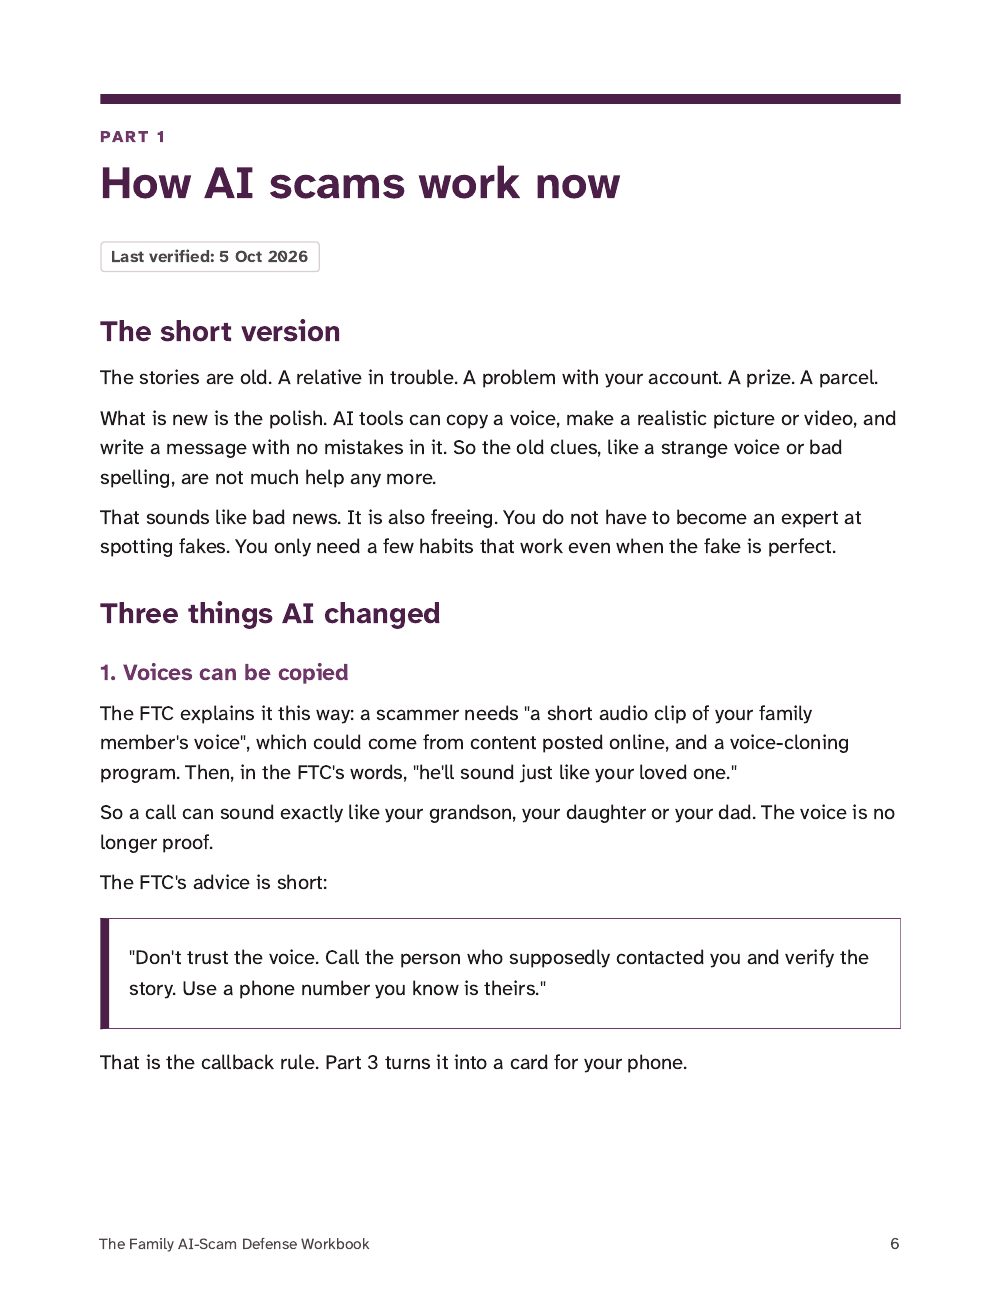 PART 1
How AI scams work now
Last verified: 5 Oct 2026
The short version
The stories are old. A relative in trouble. A problem with your account. A prize. A parcel.
What is new is the polish. AI tools can copy a voice, make a realistic picture or video, and
write a message with no mistakes in it. So the old clues, like a strange voice or bad
spelling, are not much help any more.
That sounds like bad news. It is also freeing. You do not have to become an expert at
spotting fakes. You only need a few habits that work even when the fake is perfect.
Three things AI changed
1. Voices can be copied
The FTC explains it this way: a scammer needs "a short audio clip of your family
member's voice", which could come from content posted online, and a voice-cloning
program. Then, in the FTC's words, "he'll sound just like your loved one."
So a call can sound exactly like your grandson, your daughter or your dad. The voice is no
longer proof.
The FTC's advice is short:
"Don't trust the voice. Call the person who supposedly contacted you and verify the
story. Use a phone number you know is theirs."
That is the callback rule. Part 3 turns it into a card for your phone.
The Family AI-Scam Defense Workbook
6